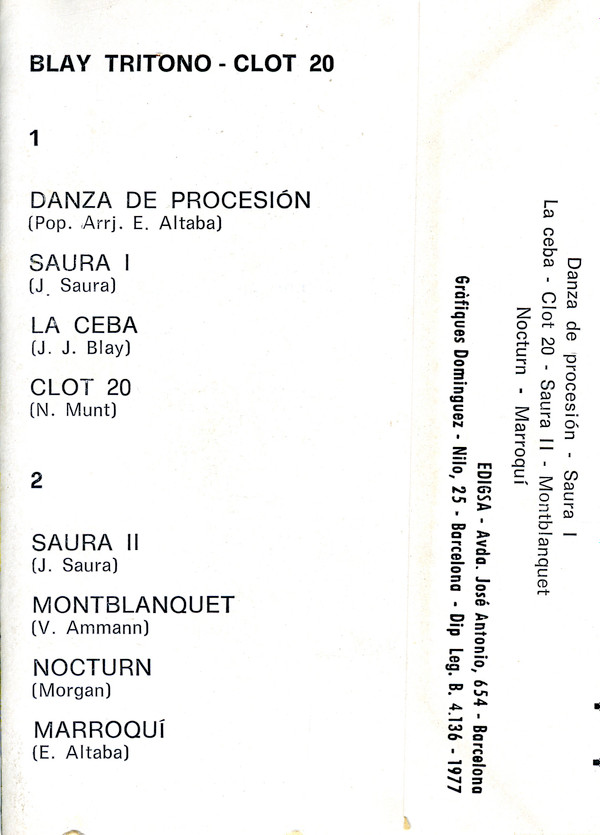 BLAY TRITONO - CLOT 20
1
DANZA DE PROCESIÓN
(Pop. Arrj. E. Altaba)
SAURA I
(J. Saura)
LA CEBA
(J. J. Blay)
CLOT 20
(N. Munt)
2
SAURA II
(J. Saura)
MONTBLANQUET
(V. Ammann)
NOCTURN
(Morgan)
MARROQUÍ
(E. Altaba)
Danza de procesión - Saura I
La ceba - Clot 20 - Saura II - Montblanquet
Nocturn - Marroquí
EDIGSA - Avda. José Antonio, 654 - Barcelona
Gràfiques Dominguez - Nilo, 25 - Barcelona - Dip Leg. B. 4.136 - 1977